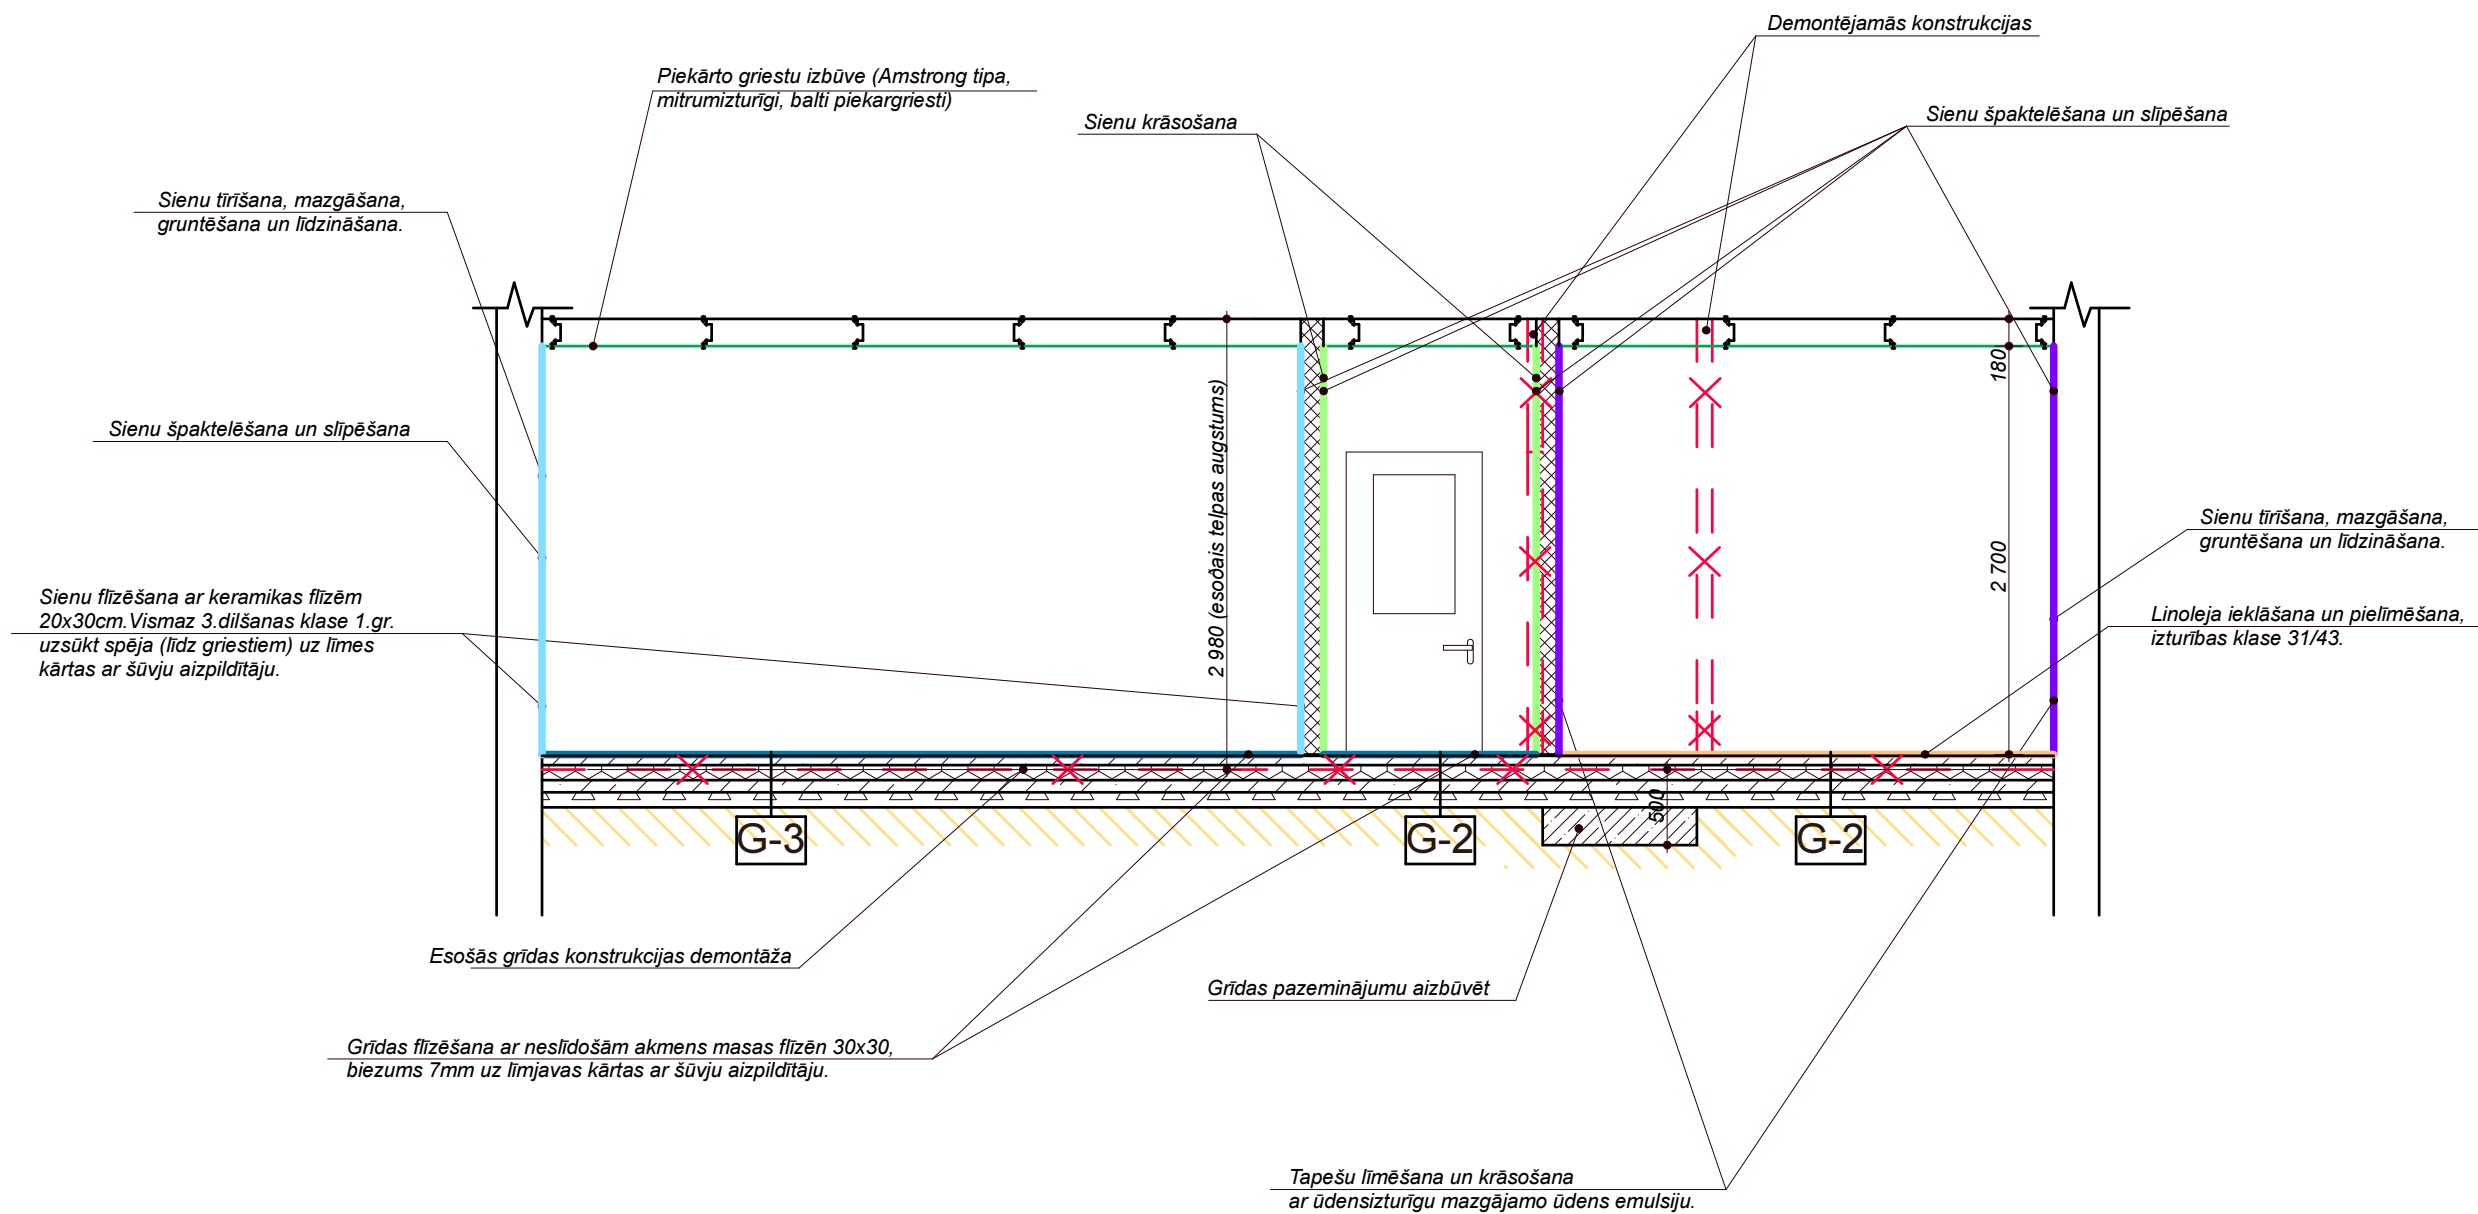 Demontējamās konstrukcijas
Piekārto griestu izbūve (Amstrong tipa,
mitrumizturīgi, balti piekargriesti)
Sienu krāsošana
Sienu špaktelēšana un slīpēšana
Sienu tīrīšana, mazgāšana,
gruntēšana un līdzināšana.
Sienu špaktelēšana un slīpēšana
Sienu flīzēšana ar keramikas flīzēm
20x30cm.Vismaz 3.dilšanas klase 1.gr.
uzsūkt spēja (līdz griestiem) uz līmes
kārtas ar šūvju aizpildītāju.
2 980 (esoðais telpas augstums)
180
2 700
Sienu tīrīšana, mazgāšana,
gruntēšana un līdzināšana.
Linoleja ieklāšana un pielīmēšana,
izturības klase 31/43.
500
G-3
G-2
G-2
Esošās grīdas konstrukcijas demontāža
Grīdas pazeminājumu aizbūvēt
Grīdas flīzēšana ar neslīdošām akmens masas flīzēn 30x30,
biezums 7mm uz līmjavas kārtas ar šūvju aizpildītāju.
Tapešu līmēšana un krāsošana
ar ūdensizturīgu mazgājamo ūdens emulsiju.